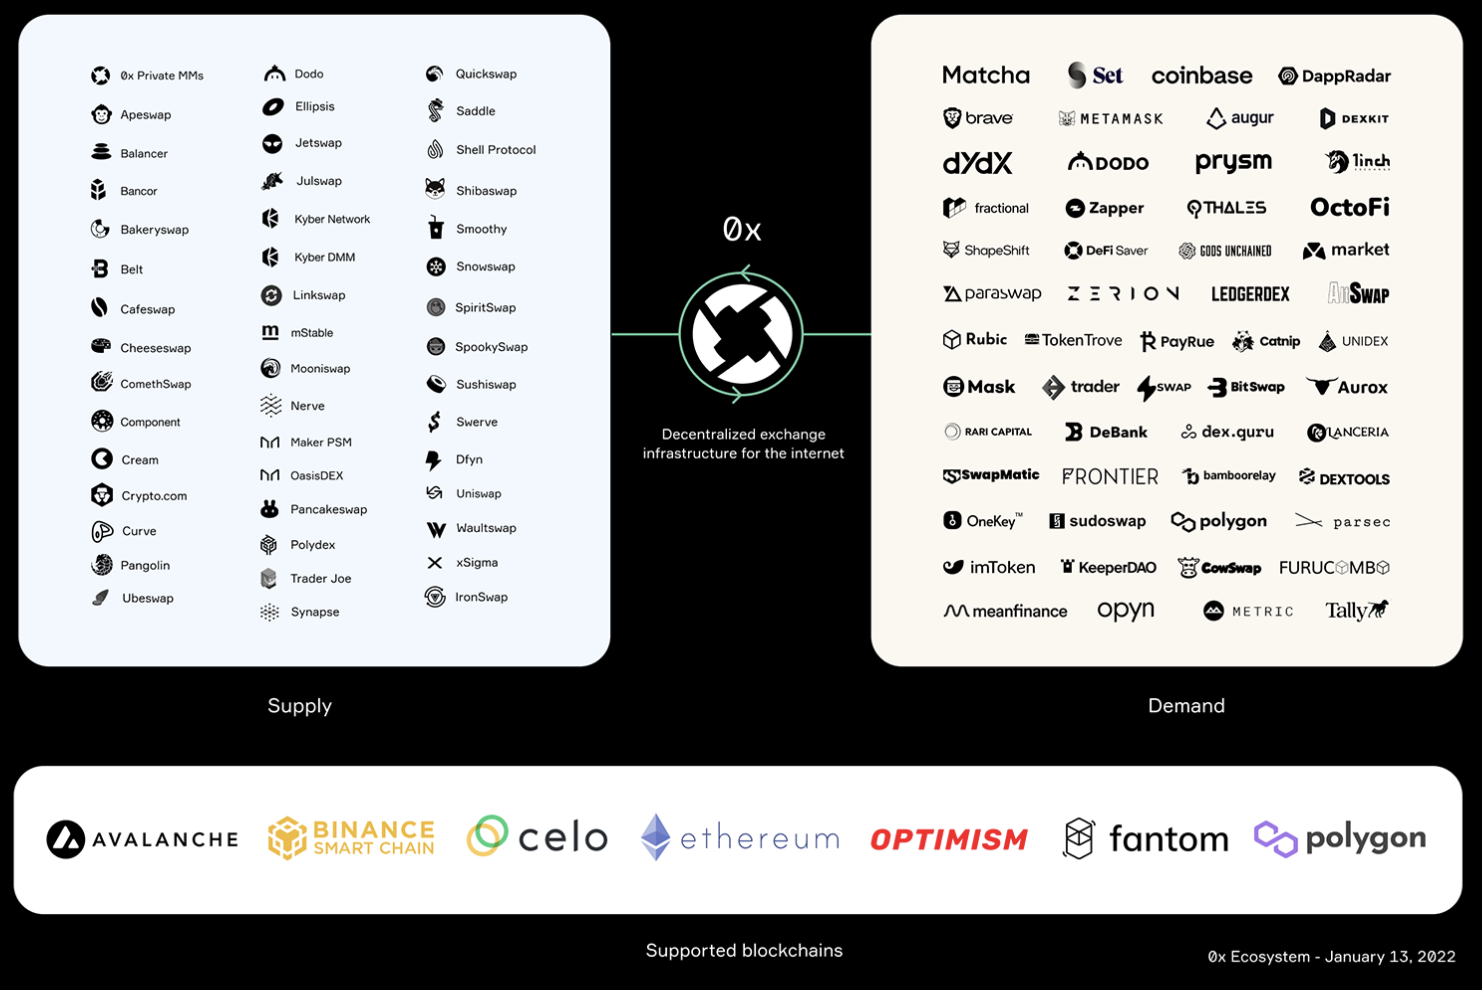 0x Private MMs
Apeswap
Balancer
Bancor
Bakeryswap
Belt
Cafeswap
Cheeseswap
ComethSwap
Component
Cream
Crypto.com
Curve
Pangolin
Ubeswap
Dodo
Ellipsis
Jetswap
Julswap
Kyber Network
Kyber DMM
Linkswap
mStable
Mooniswap
Nerve
Maker PSM
OasisDEX
Pancakeswap
Polydex
Trader Joe
Synapse
Quickswap
Saddle
Shell Protocol
Shibaswap
Smoothy
Snowswap
SpiritSwap
SpookySwap
Sushiswap
Swerve
Dfyn
Uniswap
Waultswap
xSigma
IronSwap
Supply
0x
Decentralized exchange
infrastructure for the internet
Matcha Set coinbase DappRadar
brave METAMASK augur DEXKIT
dYdX DODO prysm 1inch
fractional Zapper THALES OctoFi
ShapeShift DeFi Saver GODS UNCHAINED market
paraswap ZERION LEDGERDEX AnySwap
Rubic TokenTrove PayRue Catnip UNIDEX
Mask trader SWAP BitSwap Aurox
RARI CAPITAL DeBank dex.guru LANCERIA
SwapMatic FRONTIER bamboorelay DEXTOOLS
OneKey™ sudoswap polygon parsec
imToken KeeperDAO CowSwap FURUCOMBO
meanfinance opyn METRIC Tally
Demand
AVALANCHE BINANCE SMART CHAIN celo ethereum OPTIMISM fantom polygon
Supported blockchains
0x Ecosystem - January 13, 2022